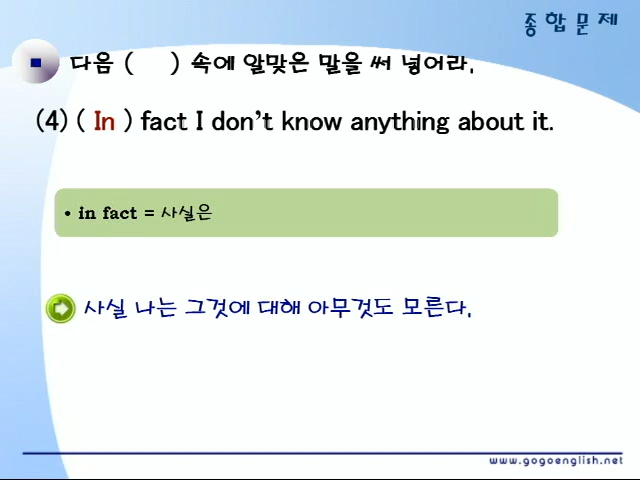 종합문제
다음 ( ) 속에 알맞은 말을 써 넣어라.
(4) ( In ) fact I don't know anything about it.
• in fact = 사실은
사실 나는 그것에 대해 아무것도 모른다.
www.gogoenglish.net